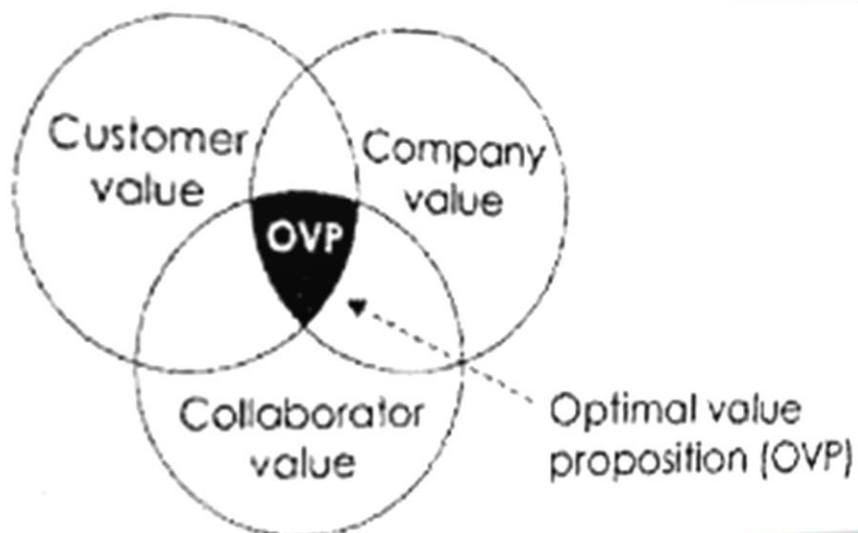 Customer
value
Company
value
OVP
Collaborator
value
Optimal value
proposition (OVP)